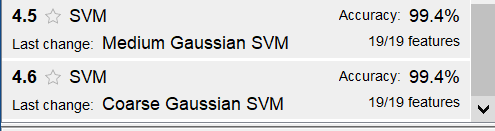 4.5 SVM Accuracy: 99.4%
Last change: Medium Gaussian SVM 19/19 features
4.6 SVM Accuracy: 99.4%
Last change: Coarse Gaussian SVM 19/19 features